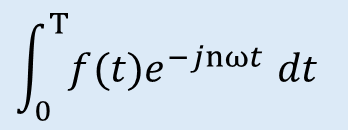 ∫₀ᵀ f(t)e^{-jnωt} dt